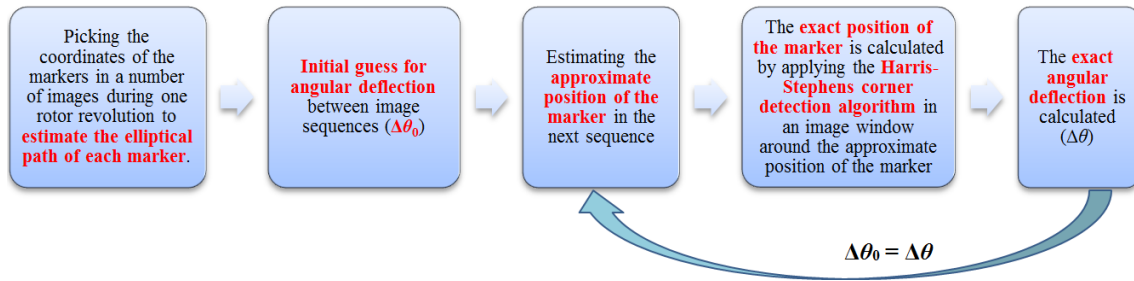 Picking the
coordinates of the
markers in a number
of images during one
rotor revolution to
estimate the elliptical
path of each marker.
Initial guess for
angular deflection
between image
sequences (Δθ₀)
Estimating the
approximate
position of the
marker in the
next sequence
The exact position of
the marker is calculated
by applying the Harris-
Stephens corner
detection algorithm in
an image window
around the approximate
position of the marker
The exact
angular
deflection is
calculated
(Δθ)
Δθ₀ = Δθ